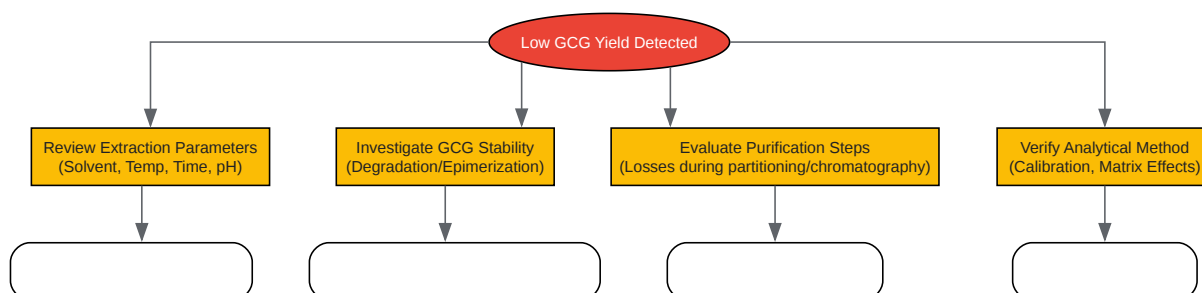 Low GCG Yield Detected
Review Extraction Parameters
(Solvent, Temp, Time, pH)
Investigate GCG Stability
(Degradation/Epimerization)
Evaluate Purification Steps
(Losses during partitioning/chromatography)
Verify Analytical Method
(Calibration, Matrix Effects)